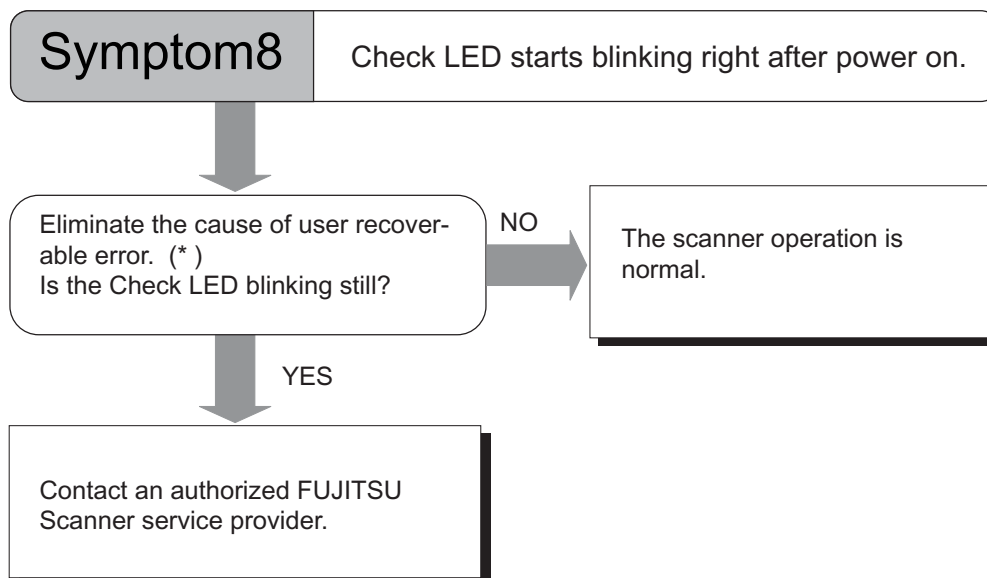 Symptom8
Check LED starts blinking right after power on.
Eliminate the cause of user recover-
able error. (* )
Is the Check LED blinking still?
NO
The scanner operation is
normal.
YES
Contact an authorized FUJITSU
Scanner service provider.